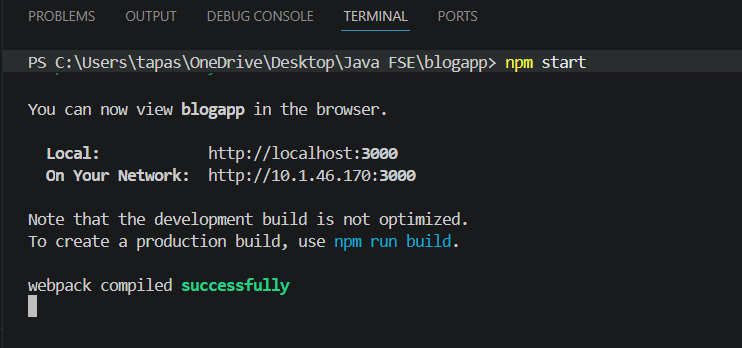 PROBLEMS OUTPUT DEBUG CONSOLE TERMINAL PORTS
PS C:\Users\tapas\OneDrive\Desktop\Java FSE\blogapp> npm start
You can now view blogapp in the browser.
Local: http://localhost:3000
On Your Network: http://10.1.46.170:3000
Note that the development build is not optimized.
To create a production build, use npm run build.
webpack compiled successfully